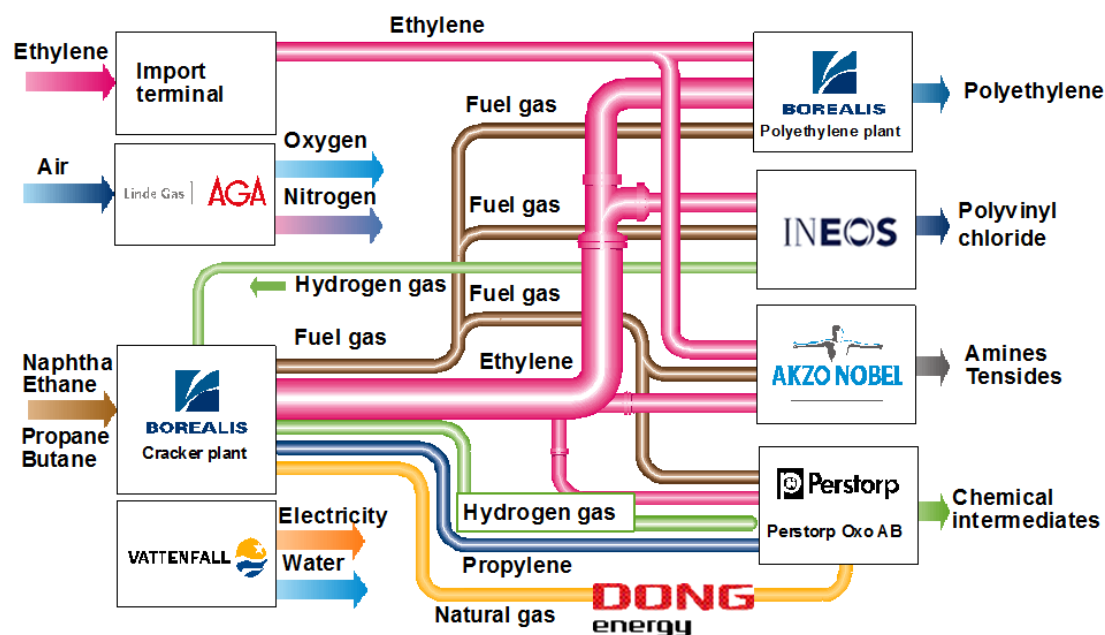 Ethylene
Ethylene
Import
terminal
BOREALIS
Polyethylene plant
Polyethylene
Fuel gas
Air
Linde Gas
AGA
Oxygen
Nitrogen
Fuel gas
INEOS
Polyvinyl
chloride
Hydrogen gas
Fuel gas
Fuel gas
Naphtha
Ethane
Propane
Butane
BOREALIS
Cracker plant
Ethylene
AKZO NOBEL
Amines
Tensides
Perstorp
Perstorp Oxo AB
Chemical
intermediates
Hydrogen gas
Electricity
VATTENFALL
Water
Propylene
Natural gas
DONG
energy